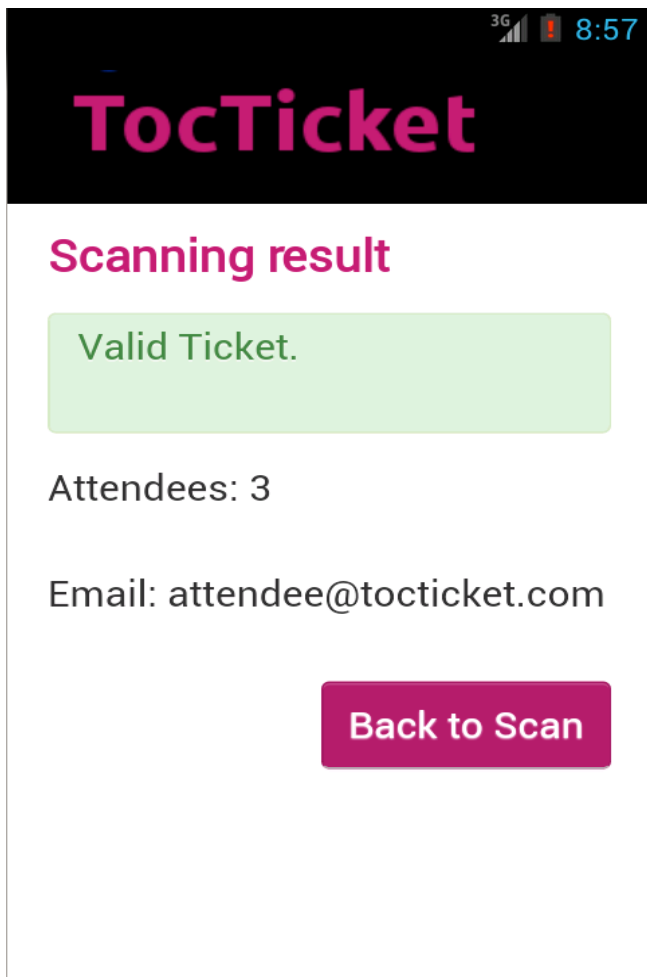 3G 8:57
TocTicket
Scanning result
Valid Ticket.
Attendees: 3
Email: attendee@tocticket.com
Back to Scan